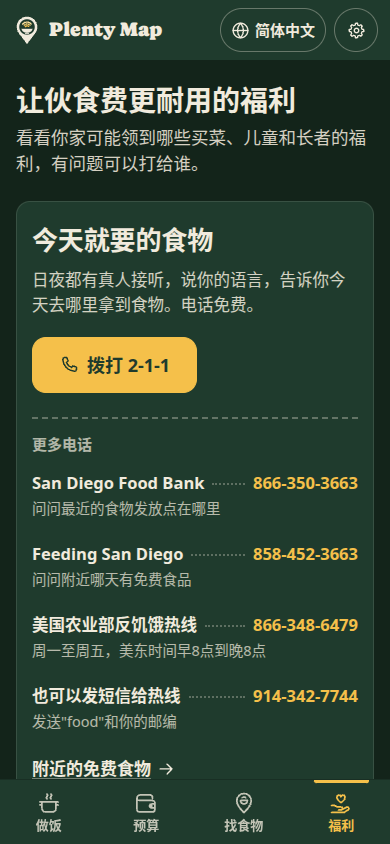 Plenty Map
简体中文
让伙食费更耐用的福利
看看你家可能领到哪些买菜、儿童和长者的福
利，有问题可以打给谁。
今天就要的食物
日夜都有真人接听，说你的语言，告诉你今
天去哪里拿到食物。电话免费。
拨打 2-1-1
更多电话
San Diego Food Bank 866-350-3663
问问最近的食物发放点在哪里
Feeding San Diego 858-452-3663
问问附近哪天有免费食品
美国农业部反饥饿热线 866-348-6479
周一至周五，美东时间早8点到晚8点
也可以发短信给热线 914-342-7744
发送"food"和你的邮编
附近的免费食物 →
做饭
预算
找食物
福利